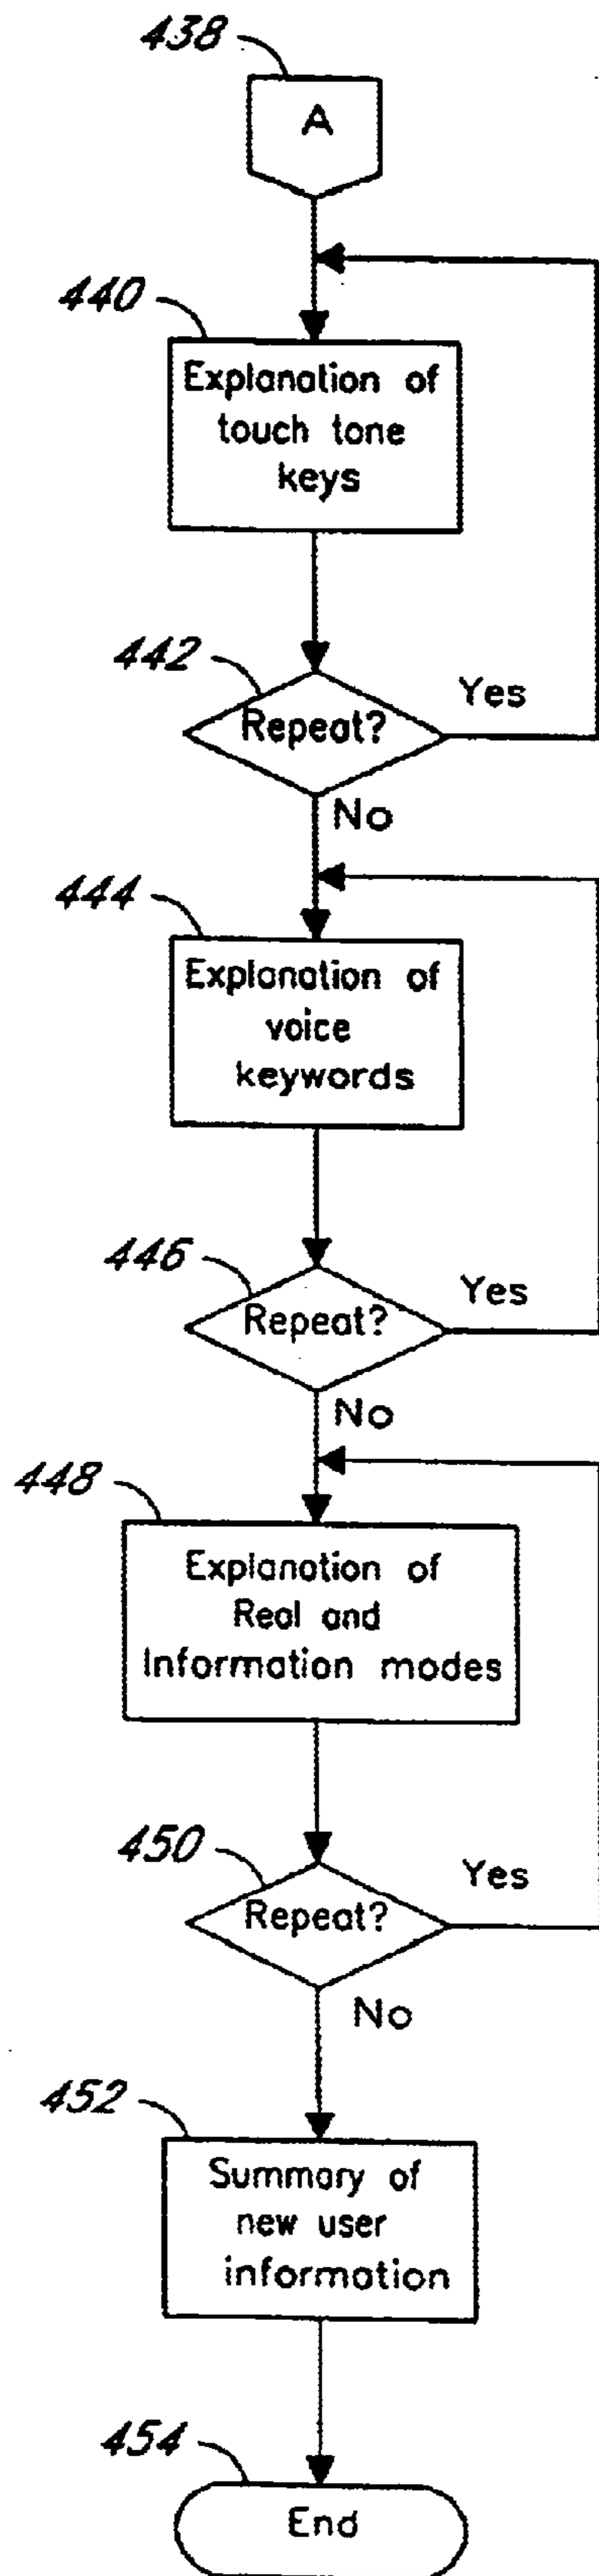 438
A
440
Explanation of
touch tone
keys
442
Repeat?
Yes
No
444
Explanation of
voice
keywords
446
Repeat?
Yes
No
448
Explanation of
Real and
Information modes
450
Repeat?
Yes
No
452
Summary of
new user
information
454
End